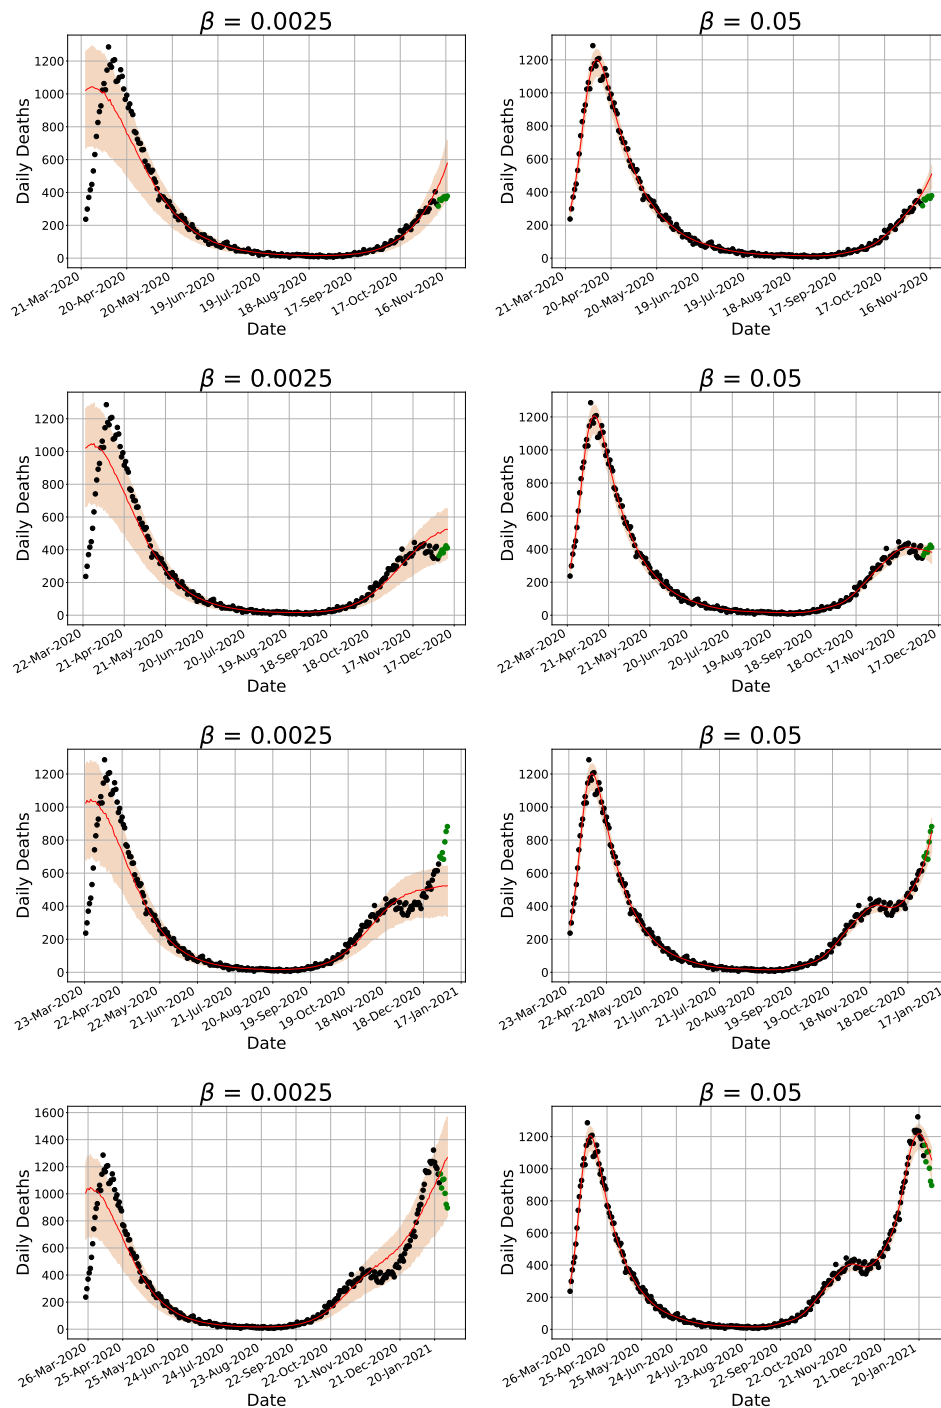 β = 0.0025
Daily Deaths
1200
1000
800
600
400
200
0
21-Mar-2020
20-Apr-2020
20-May-2020
19-Jun-2020
19-Jul-2020
18-Aug-2020
17-Sep-2020
17-Oct-2020
16-Nov-2020
Date
β = 0.05
Daily Deaths
1200
1000
800
600
400
200
0
21-Mar-2020
20-Apr-2020
20-May-2020
19-Jun-2020
19-Jul-2020
18-Aug-2020
17-Sep-2020
17-Oct-2020
16-Nov-2020
Date
β = 0.0025
Daily Deaths
1200
1000
800
600
400
200
0
22-Mar-2020
21-Apr-2020
21-May-2020
20-Jun-2020
20-Jul-2020
19-Aug-2020
18-Sep-2020
18-Oct-2020
17-Nov-2020
17-Dec-2020
Date
β = 0.05
Daily Deaths
1200
1000
800
600
400
200
0
22-Mar-2020
21-Apr-2020
21-May-2020
20-Jun-2020
20-Jul-2020
19-Aug-2020
18-Sep-2020
18-Oct-2020
17-Nov-2020
17-Dec-2020
Date
β = 0.0025
Daily Deaths
1200
1000
800
600
400
200
0
23-Mar-2020
22-Apr-2020
22-May-2020
21-Jun-2020
21-Jul-2020
20-Aug-2020
19-Sep-2020
19-Oct-2020
18-Nov-2020
18-Dec-2020
17-Jan-2021
Date
β = 0.05
Daily Deaths
1200
1000
800
600
400
200
0
23-Mar-2020
22-Apr-2020
22-May-2020
21-Jun-2020
21-Jul-2020
20-Aug-2020
19-Sep-2020
19-Oct-2020
18-Nov-2020
18-Dec-2020
17-Jan-2021
Date
β = 0.0025
Daily Deaths
1600
1400
1200
1000
800
600
400
200
0
26-Mar-2020
25-Apr-2020
25-May-2020
24-Jun-2020
24-Jul-2020
23-Aug-2020
22-Sep-2020
22-Oct-2020
21-Nov-2020
21-Dec-2020
20-Jan-2021
Date
β = 0.05
Daily Deaths
1200
1000
800
600
400
200
0
26-Mar-2020
25-Apr-2020
25-May-2020
24-Jun-2020
24-Jul-2020
23-Aug-2020
22-Sep-2020
22-Oct-2020
21-Nov-2020
21-Dec-2020
20-Jan-2021
Date